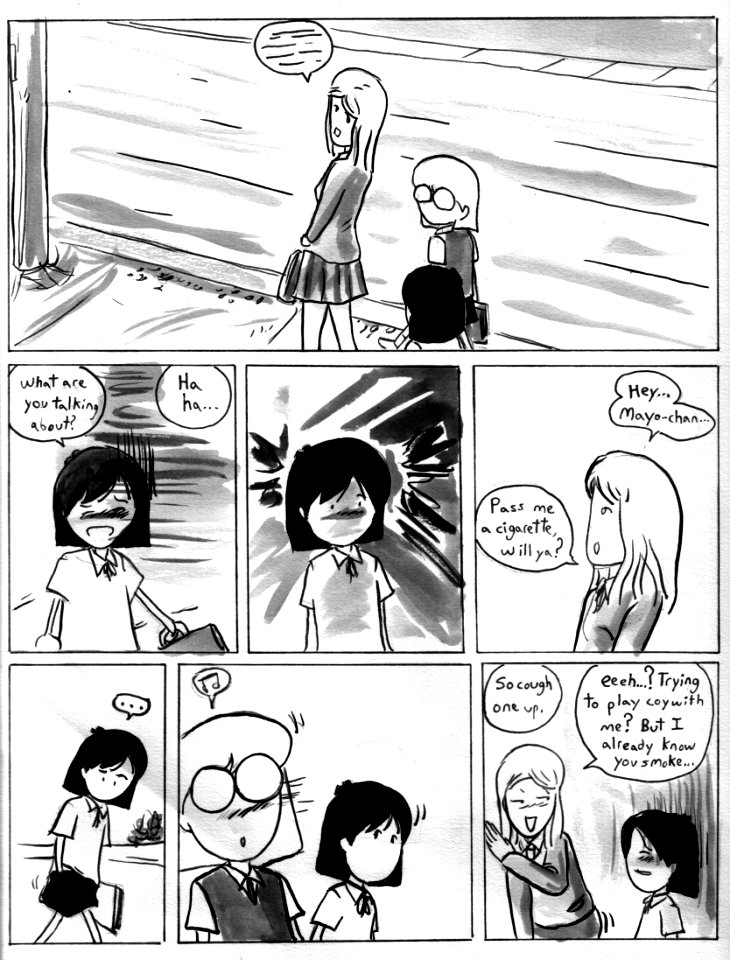 Hey...
Mayo-chan...
Pass me
a cigarette,
will ya?
Ha
ha...
What are
you talking
about?
eeeh...? Trying
to play coy with
me? But I
already know
you smoke...
So cough
one up.
...